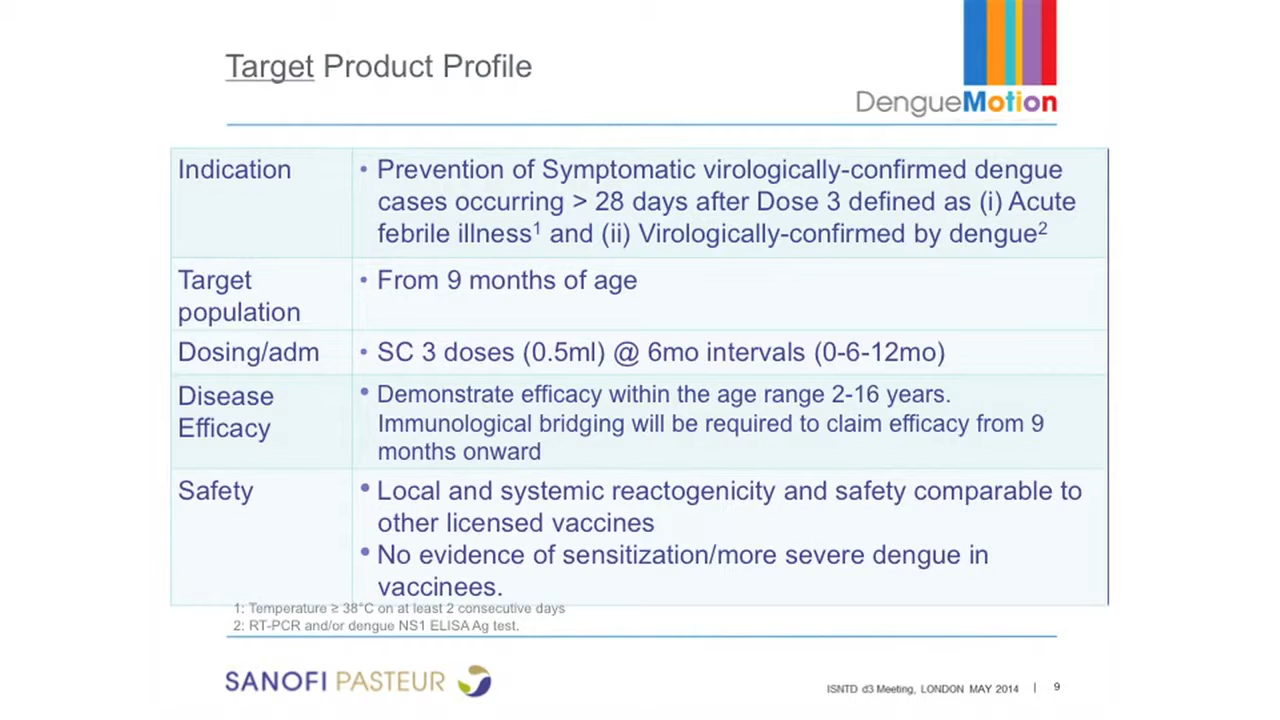 Target Product Profile
DengueMotion
Indication
• Prevention of Symptomatic virologically-confirmed dengue
cases occurring > 28 days after Dose 3 defined as (i) Acute
febrile illness¹ and (ii) Virologically-confirmed by dengue²
Target
population
• From 9 months of age
Dosing/adm
• SC 3 doses (0.5ml) @ 6mo intervals (0-6-12mo)
Disease
Efficacy
• Demonstrate efficacy within the age range 2-16 years.
Immunological bridging will be required to claim efficacy from 9
months onward
Safety
• Local and systemic reactogenicity and safety comparable to
other licensed vaccines
• No evidence of sensitization/more severe dengue in
vaccinees.
1: Temperature ≥ 38°C on at least 2 consecutive days
2: RT-PCR and/or dengue NS1 ELISA Ag test.
SANOFI PASTEUR
ISNTD d3 Meeting, LONDON MAY 2014 | 9